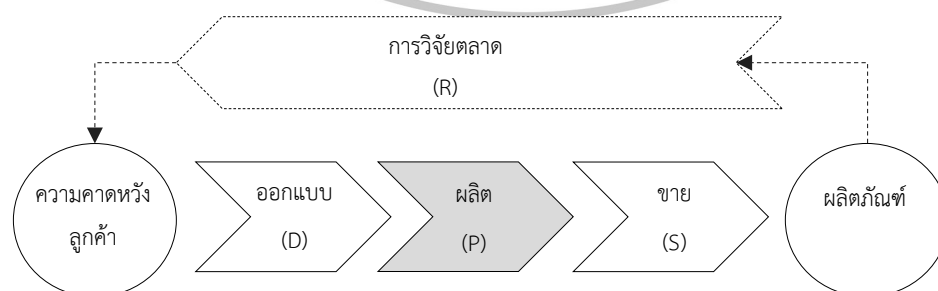 การวิจัยตลาด
(R)
ความคาดหวัง
ลูกค้า
ออกแบบ
(D)
ผลิต
(P)
ขาย
(S)
ผลิตภัณฑ์